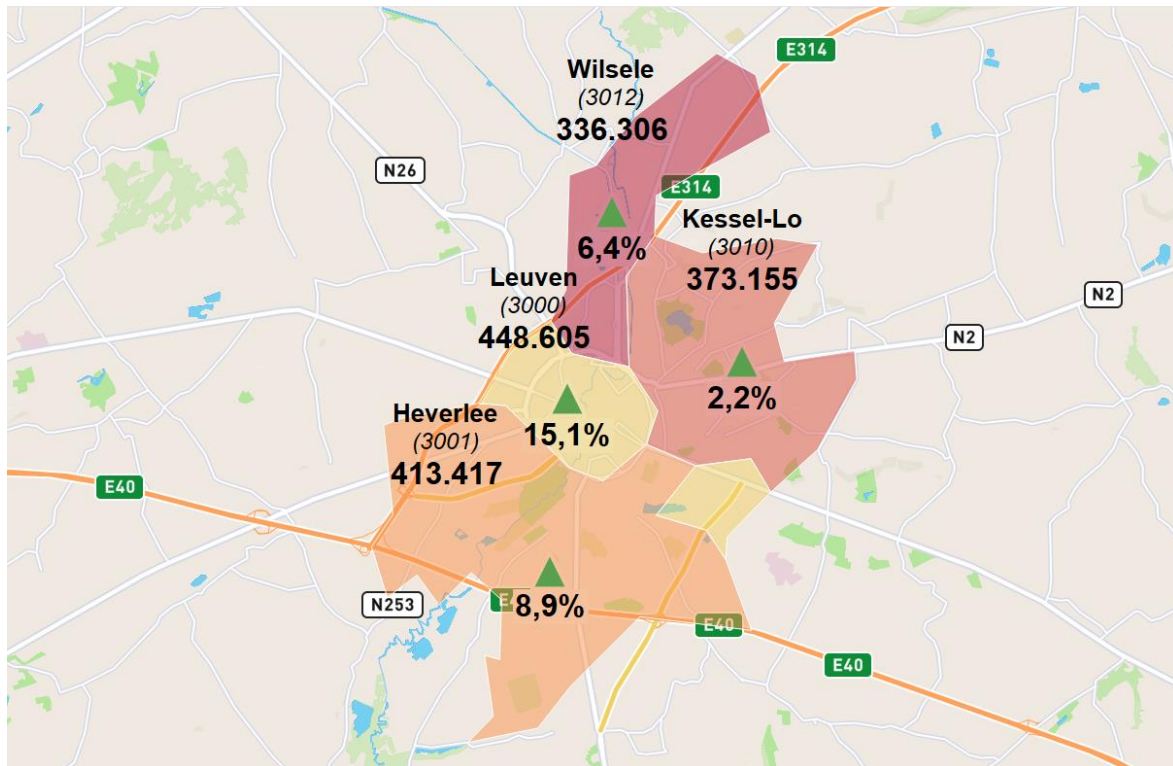 E314
Wilsele
(3012)
336.306
N26
E314
Kessel-Lo
(3010)
373.155
6,4%
Leuven
(3000)
448.605
N2
N2
2,2%
Heverlee
(3001)
413.417
15,1%
E40
N253
8,9%
E40
E40